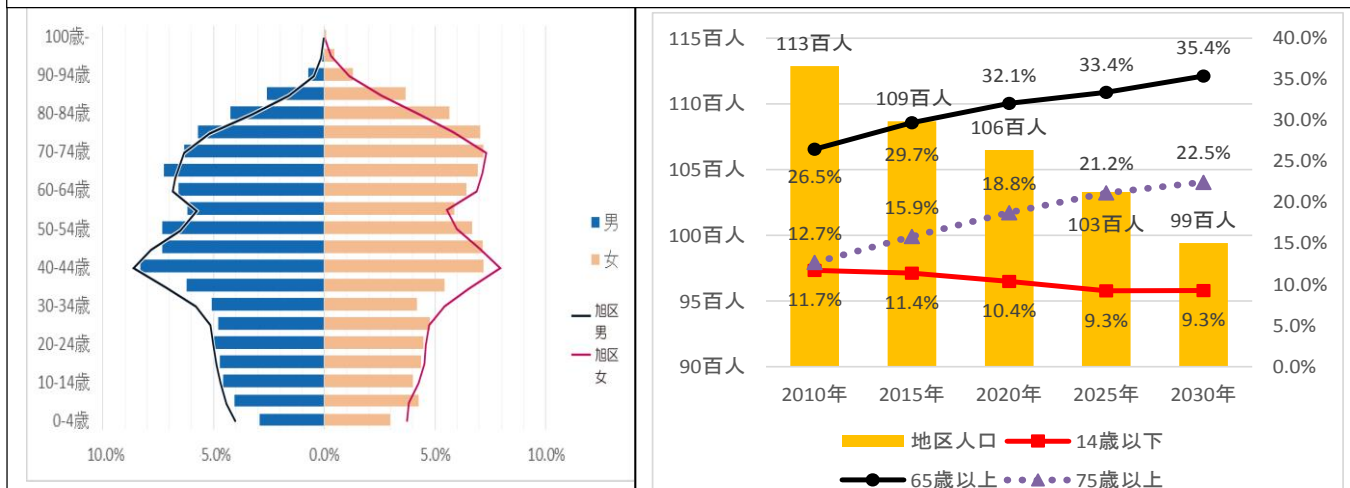 100歳-
90-94歳
80-84歳
70-74歳
60-64歳
50-54歳
40-44歳
30-34歳
20-24歳
10-14歳
0-4歳
10.0% 5.0% 0.0% 5.0% 10.0%
男
女
旭区
男
旭区
女
115百人
110百人
105百人
100百人
95百人
90百人
113百人
109百人
106百人
103百人
99百人
26.5%
29.7%
32.1%
33.4%
35.4%
12.7%
15.9%
18.8%
21.2%
22.5%
11.7%
11.4%
10.4%
9.3%
9.3%
40.0%
35.0%
30.0%
25.0%
20.0%
15.0%
10.0%
5.0%
0.0%
2010年 2015年 2020年 2025年 2030年
地区人口 14歳以下
65歳以上 75歳以上